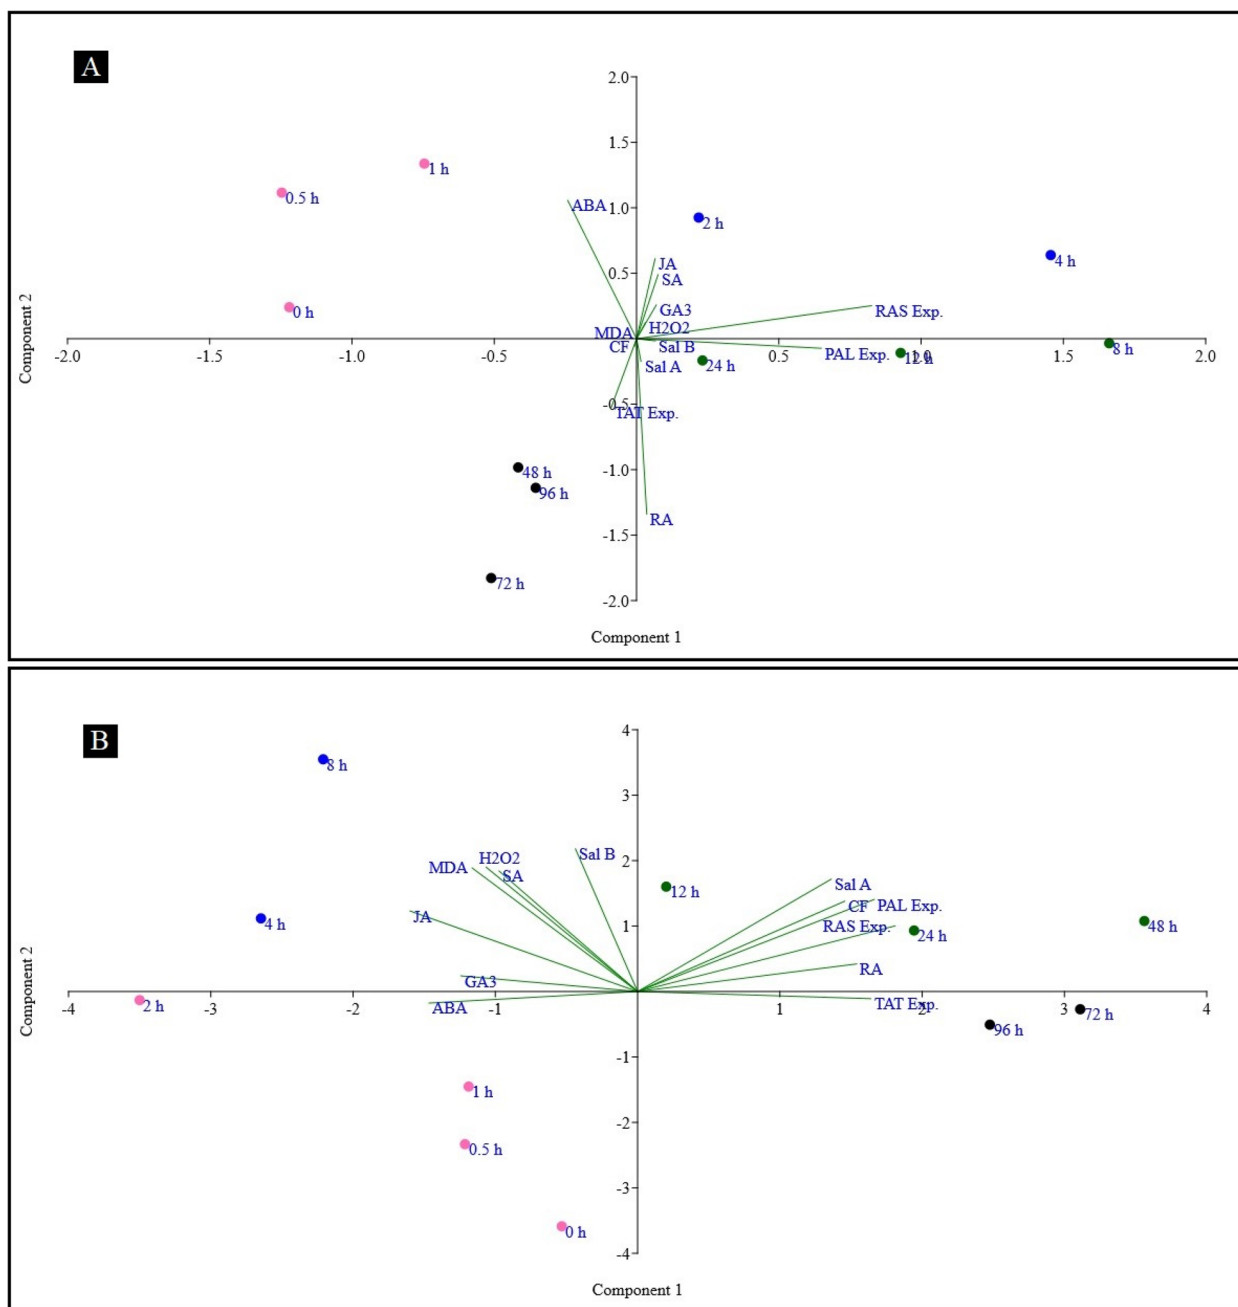 A
2.0
1.5
1 h
0.5 h
ABA
1.0
2 h
4 h
JA
0.5
SA
GA3
RAS Exp.
0 h
H2O2
MDA
CF
Sal B
PAL Exp.
8 h
-2.0
-1.5
-1.0
-0.5
Sal A
24 h
0.5
1.0
12 h
1.5
2.0
-0.5
TAT Exp.
48 h
-1.0
96 h
RA
-1.5
72 h
-2.0
Component 2
Component 1
B
4
8 h
3
H2O2
Sal B
MDA
2
SA
Sal A
12 h
CF
PAL Exp.
JA
4 h
1
RAS Exp.
24 h
48 h
RA
GA3
-4
2 h
-3
-2
ABA
-1
1
TAT Exp.
2
3
4
72 h
96 h
-1
1 h
-2
0.5 h
-3
0 h
-4
Component 2
Component 1